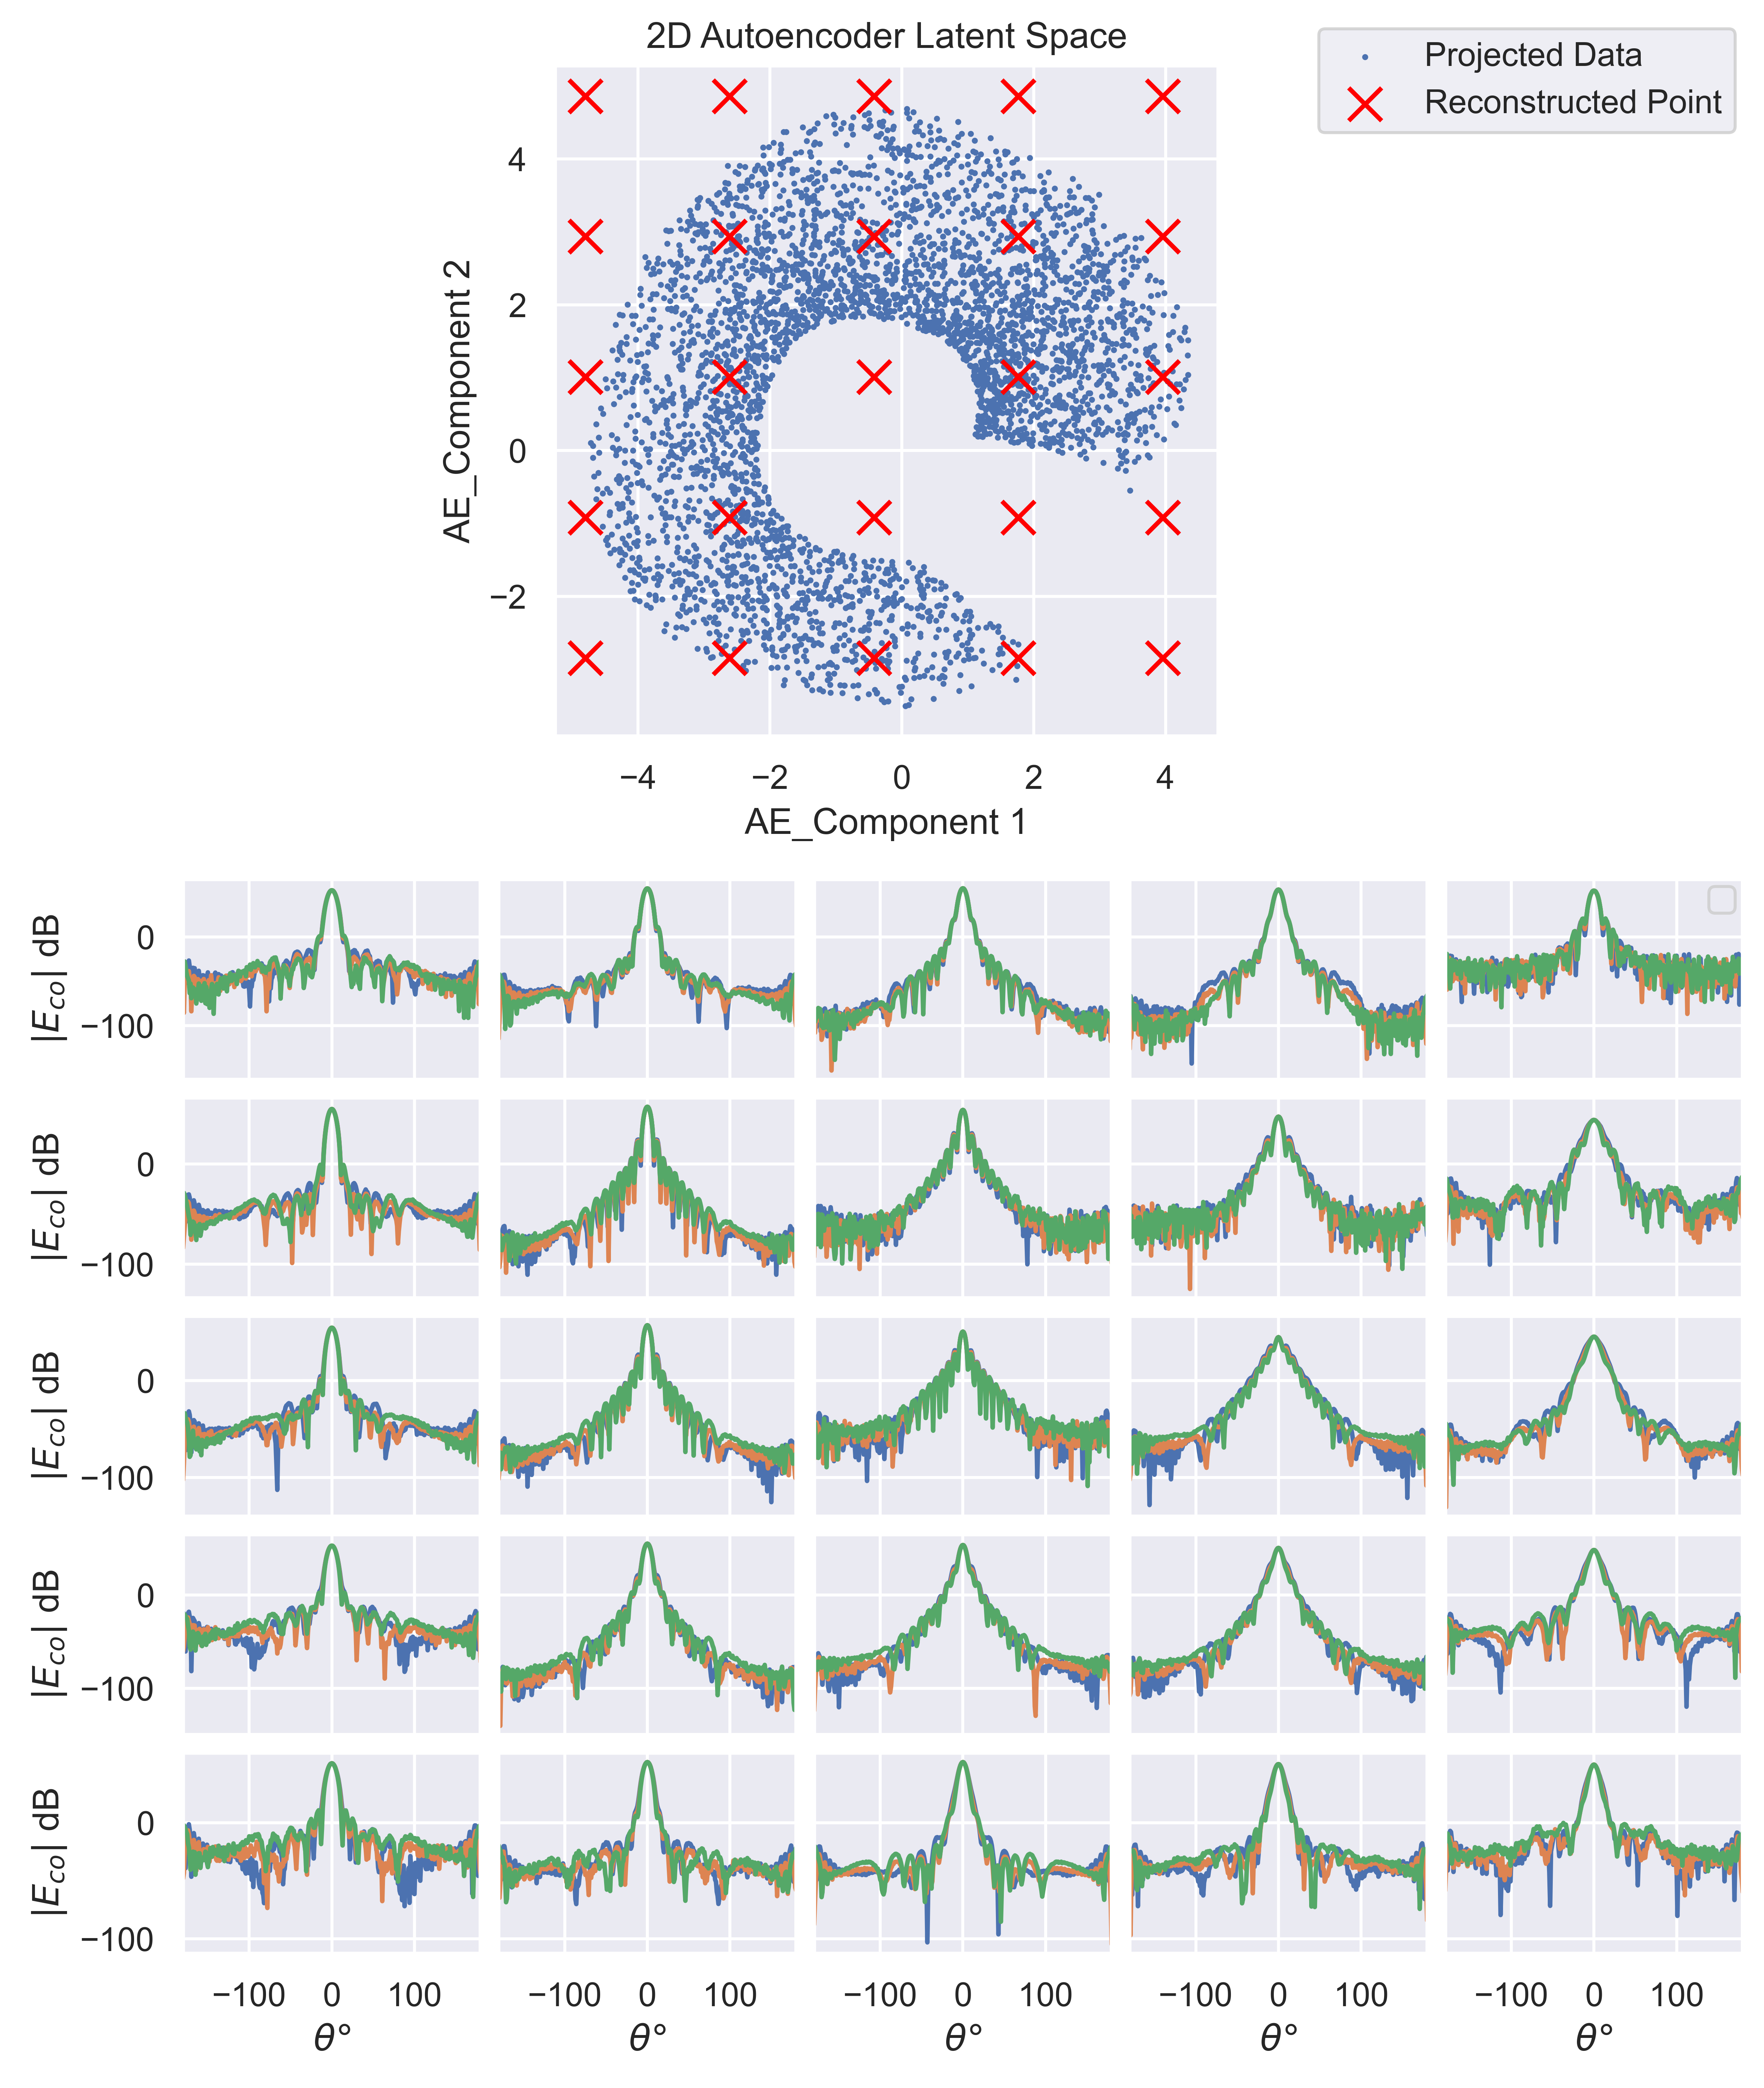 2D Autoencoder Latent Space
Projected Data
Reconstructed Point
AE_Component 2
4
2
0
−2
−4 −2 0 2 4
AE_Component 1
|E_co| dB
0
−100
|E_co| dB
0
−100
|E_co| dB
0
−100
|E_co| dB
0
−100
|E_co| dB
0
−100
−100 0 100 −100 0 100 −100 0 100 −100 0 100 −100 0 100
θ° θ° θ° θ° θ°